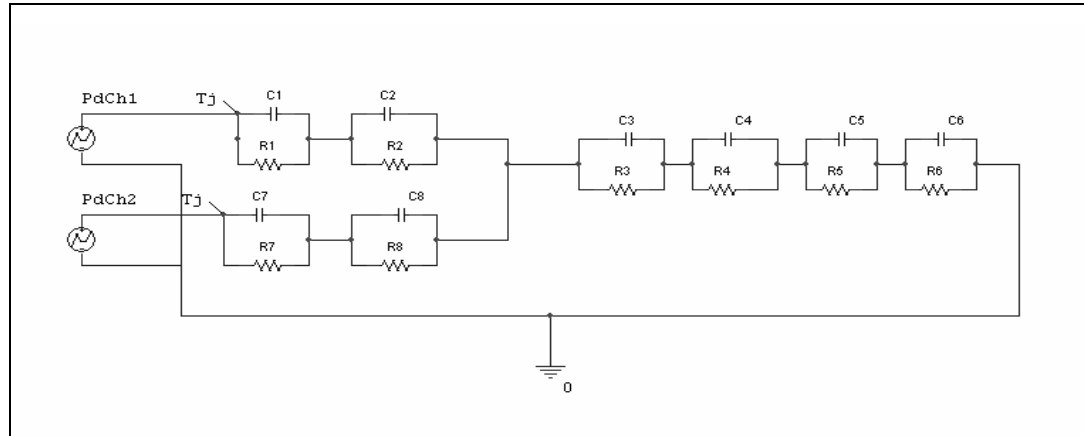 PdCh1
Tj
C1
C2
R1
R2
C3
C4
C5
C6
R3
R4
R5
R6
PdCh2
Tj
C7
C8
R7
R8
0